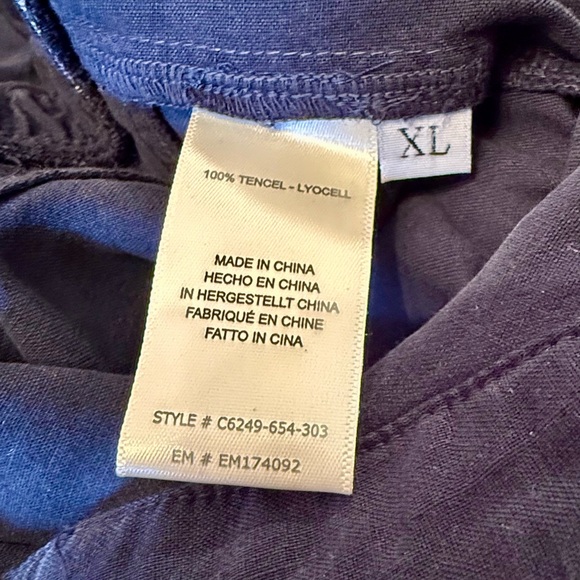 XL
100% TENCEL - LYOCELL
MADE IN CHINA
HECHO EN CHINA
IN HERGESTELLT CHINA
FABRIQUÉ EN CHINE
FATTO IN CINA
STYLE # C6249-654-303
EM # EM174092